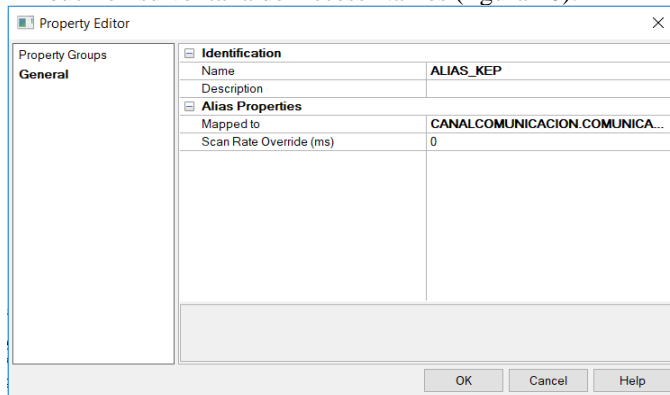 Property Editor
Property Groups
General
Identification
Name ALIAS_KEP
Description
Alias Properties
Mapped to CANALCOMUNICACION.COMUNICA...
Scan Rate Override (ms) 0
OK Cancel Help